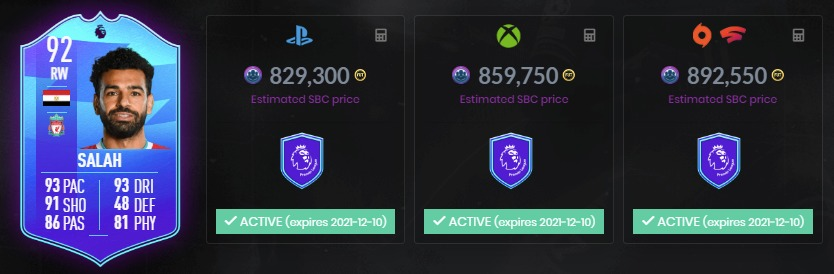 92
RW
SALAH
93 PAC 93 DRI
91 SHO 48 DEF
86 PAS 81 PHY
829,300
Estimated SBC price
ACTIVE (expires 2021-12-10)
859,750
Estimated SBC price
ACTIVE (expires 2021-12-10)
892,550
Estimated SBC price
ACTIVE (expires 2021-12-10)